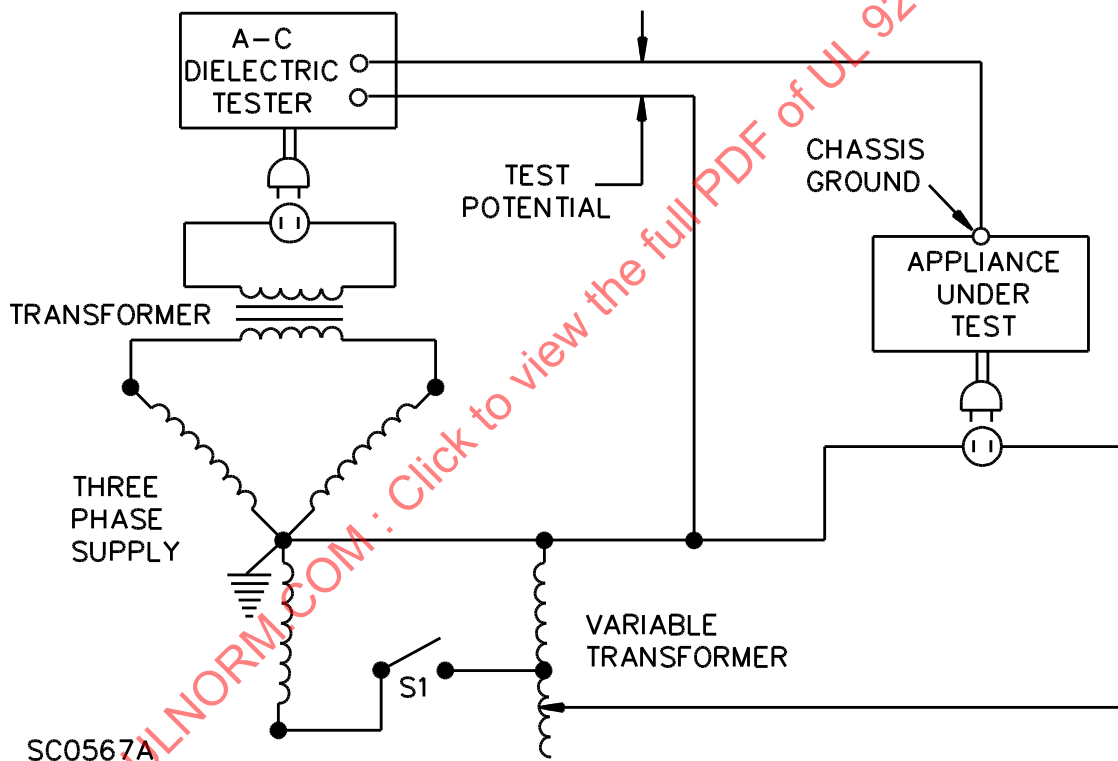 A-C
DIELECTRIC
TESTER
TEST
POTENTIAL
CHASSIS
GROUND
APPLIANCE
UNDER
TEST
TRANSFORMER
THREE
PHASE
SUPPLY
VARIABLE
TRANSFORMER
S1
SC0567A
ULNORM.COM : Click to view the full PDF of UL 92